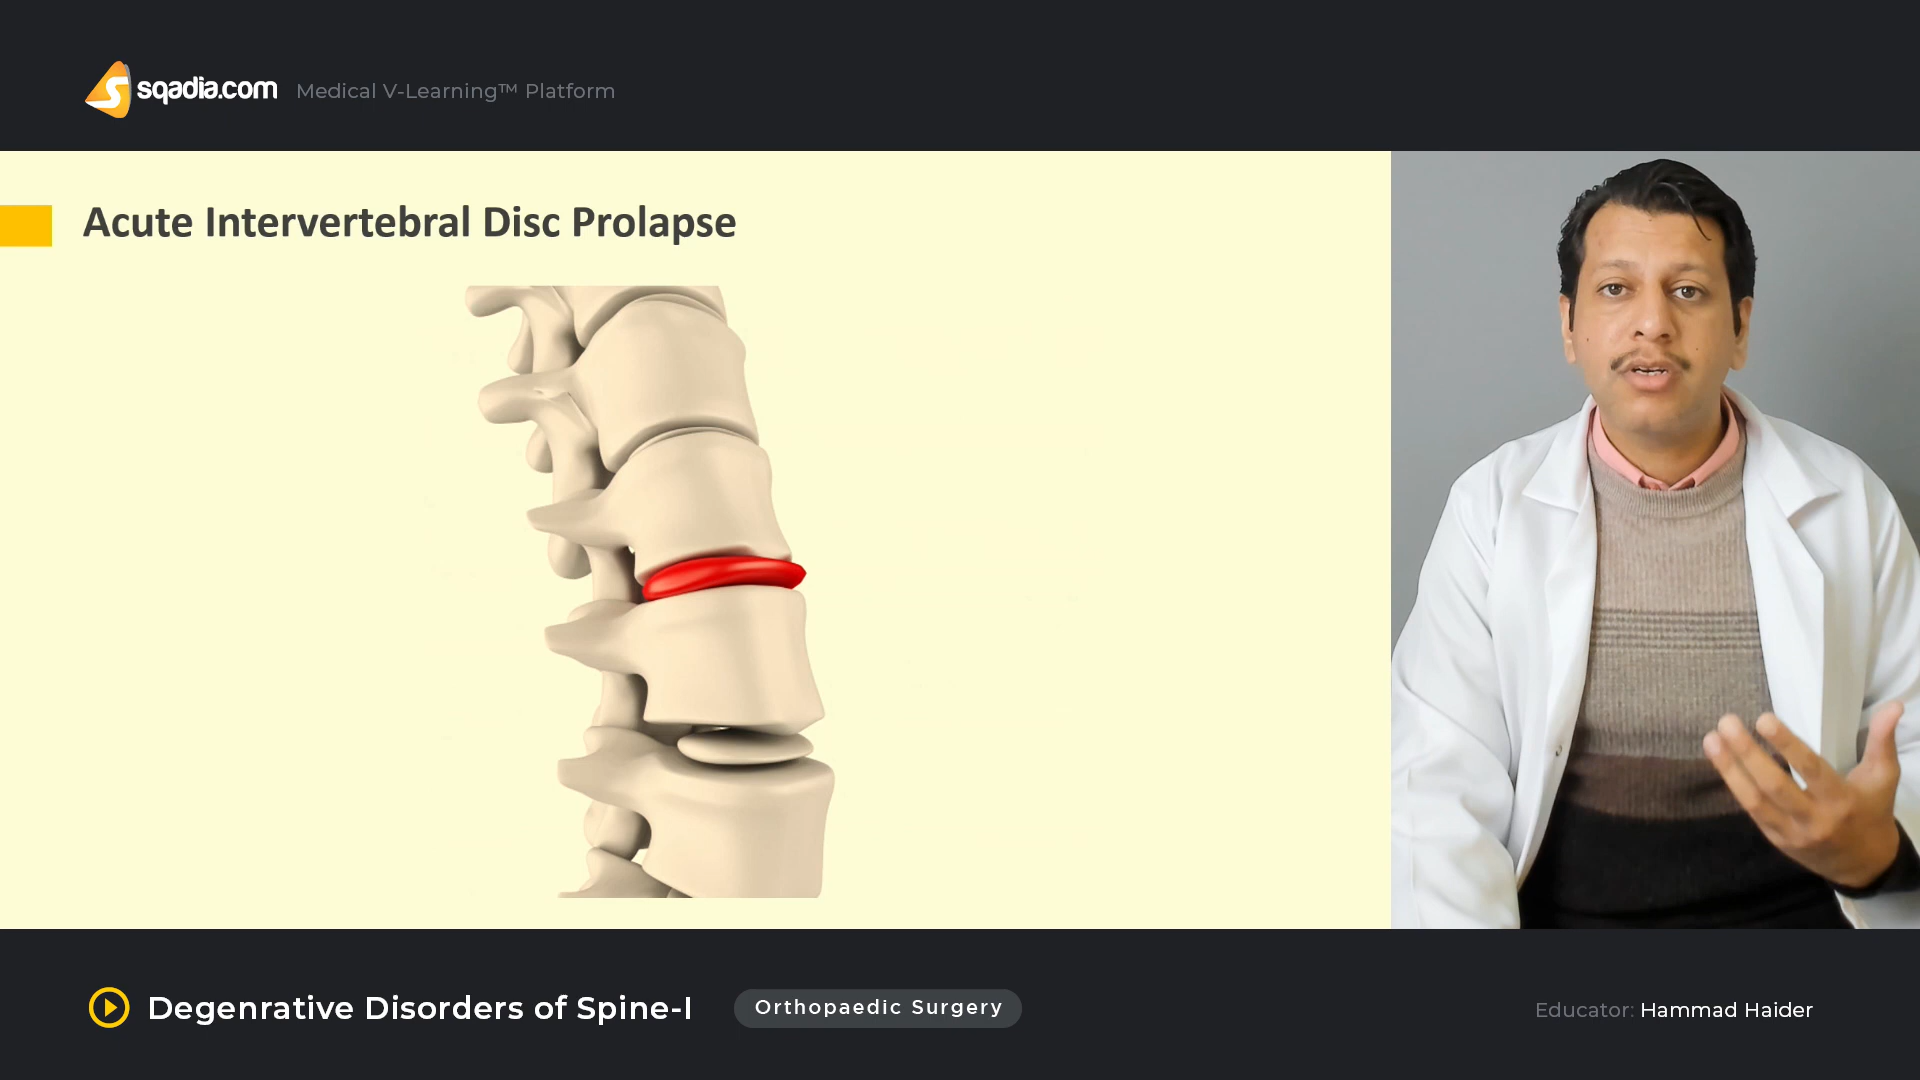 sqadia.com Medical V-Learning™ Platform
Acute Intervertebral Disc Prolapse
Degenrative Disorders of Spine-I
Orthopaedic Surgery
Educator: Hammad Haider